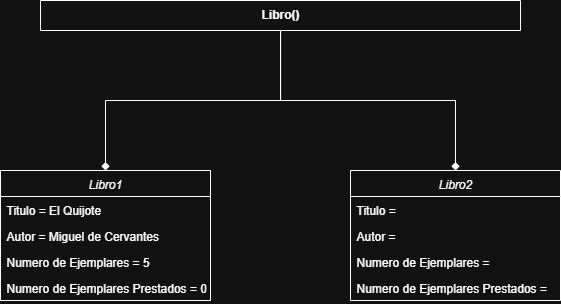 Libro()
Libro1
Titulo = El Quijote
Autor = Miguel de Cervantes
Numero de Ejemplares = 5
Numero de Ejemplares Prestados = 0
Libro2
Titulo =
Autor =
Numero de Ejemplares =
Numero de Ejemplares Prestados =